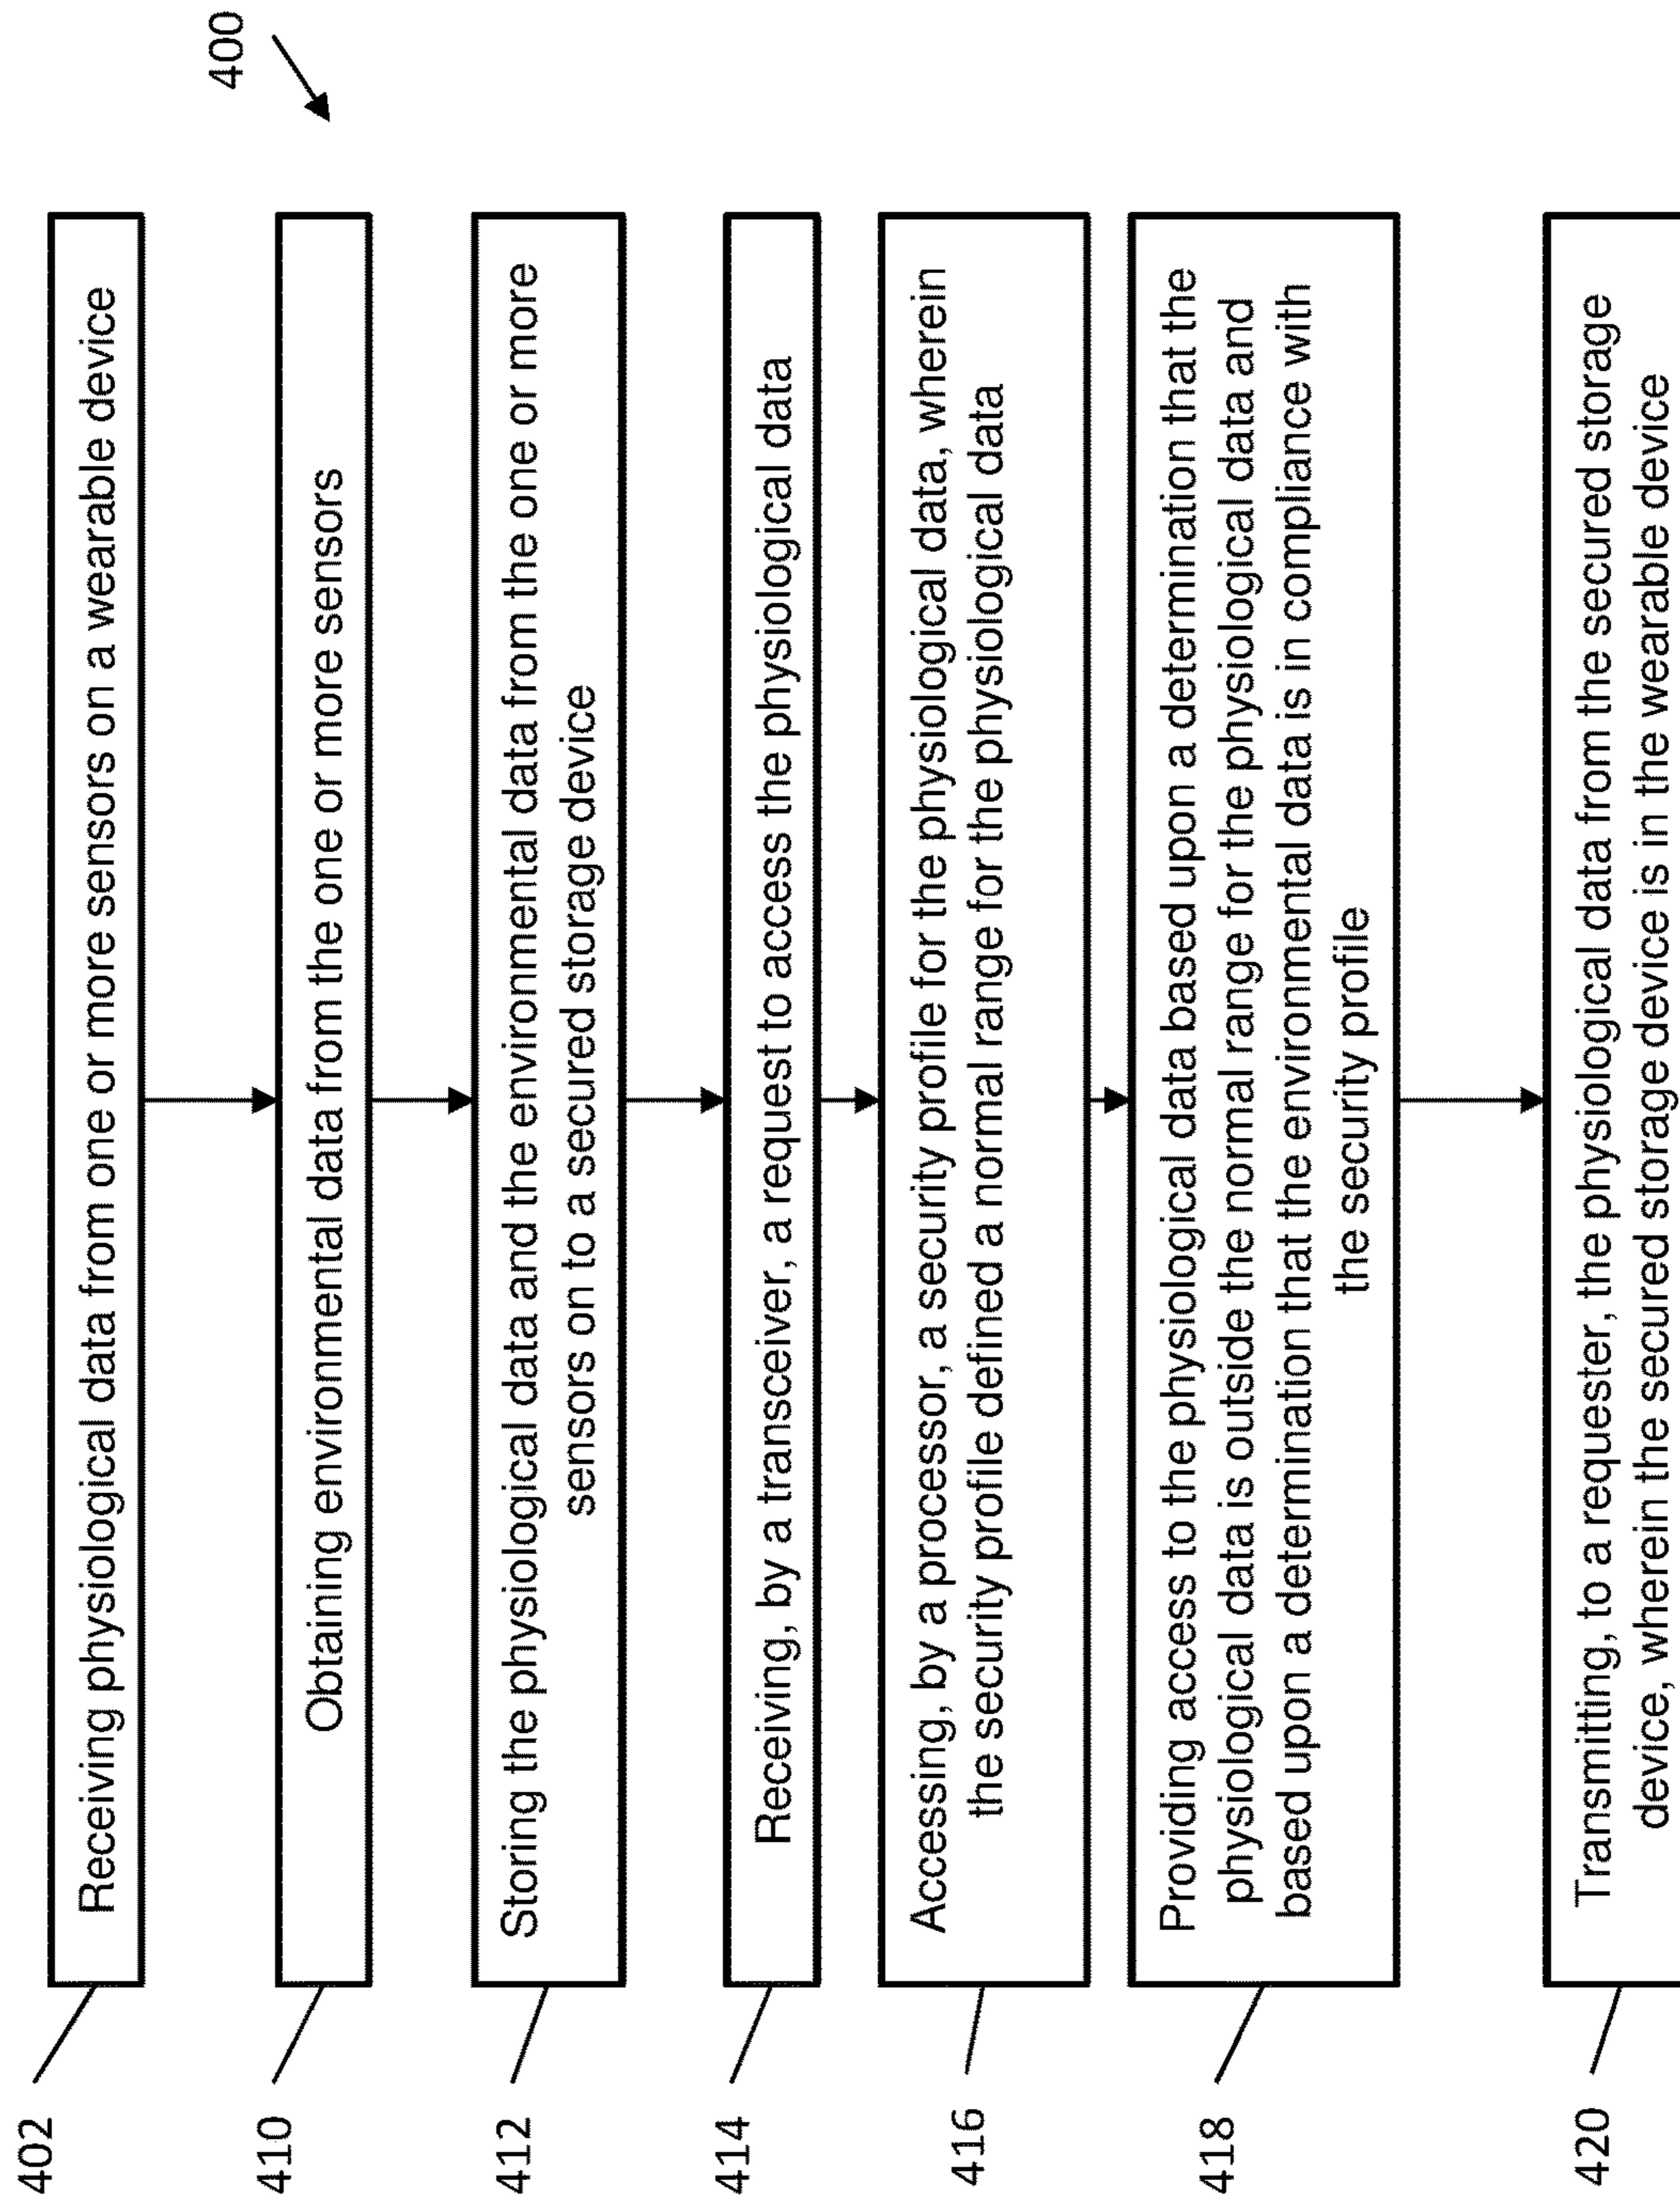 400
402
Receiving physiological data from one or more sensors on a wearable device
410
Obtaining environmental data from the one or more sensors
412
Storing the physiological data and the environmental data from the one or more
sensors on to a secured storage device
414
Receiving, by a transceiver, a request to access the physiological data
416
Accessing, by a processor, a security profile for the physiological data, wherein
the security profile defined a normal range for the physiological data
418
Providing access to the physiological data based upon a determination that the
physiological data is outside the normal range for the physiological data and
based upon a determination that the environmental data is in compliance with
the security profile
420
Transmitting, to a requester, the physiological data from the secured storage
device, wherein the secured storage device is in the wearable device